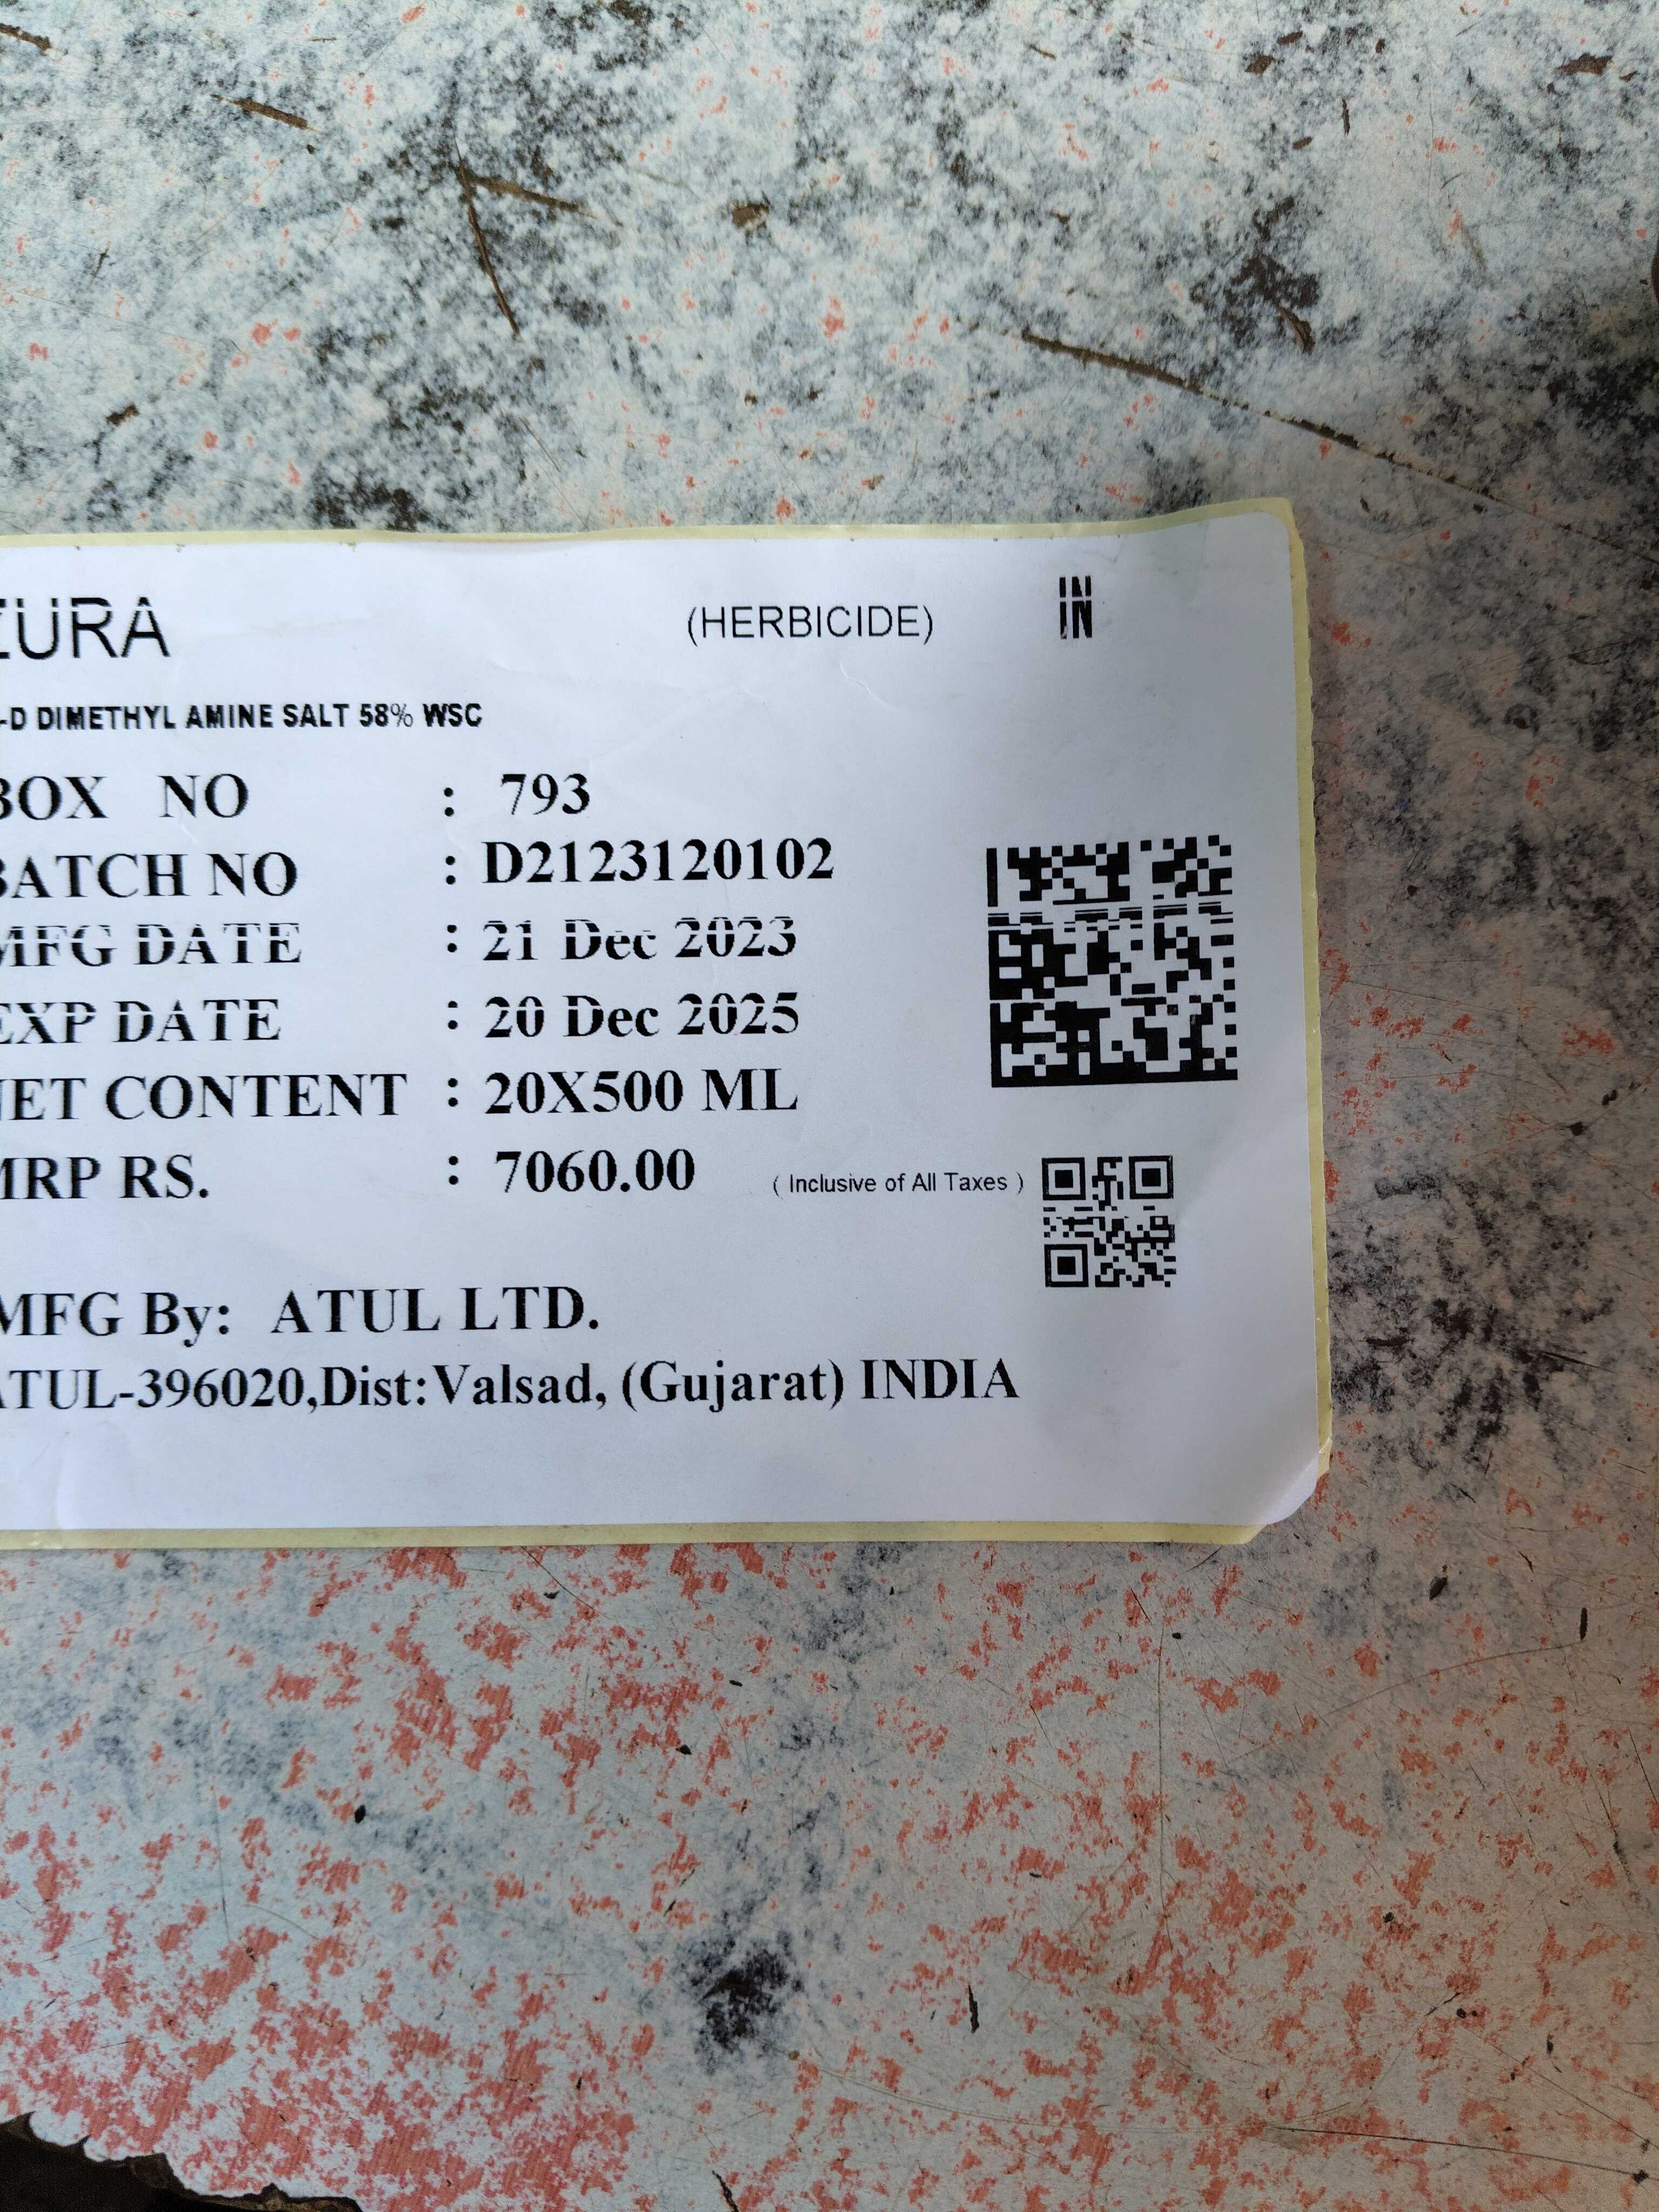 ZURA (HERBICIDE) IN
-D DIMETHYL AMINE SALT 58% WSC
BOX NO : 793
BATCH NO : D2123120102
MFG DATE : 21 Dec 2023
EXP DATE : 20 Dec 2025
NET CONTENT : 20X500 ML
MRP RS. : 7060.00 ( Inclusive of All Taxes )
MFG By: ATUL LTD.
ATUL-396020,Dist:Valsad, (Gujarat) INDIA